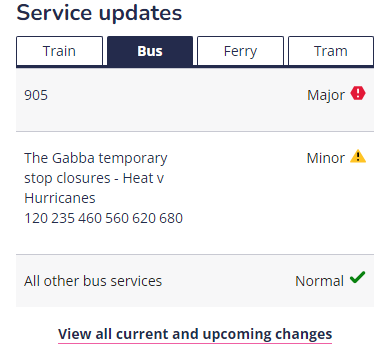 Service updates
Train Bus Ferry Tram
905 Major
The Gabba temporary Minor
stop closures - Heat v
Hurricanes
120 235 460 560 620 680
All other bus services Normal
View all current and upcoming changes